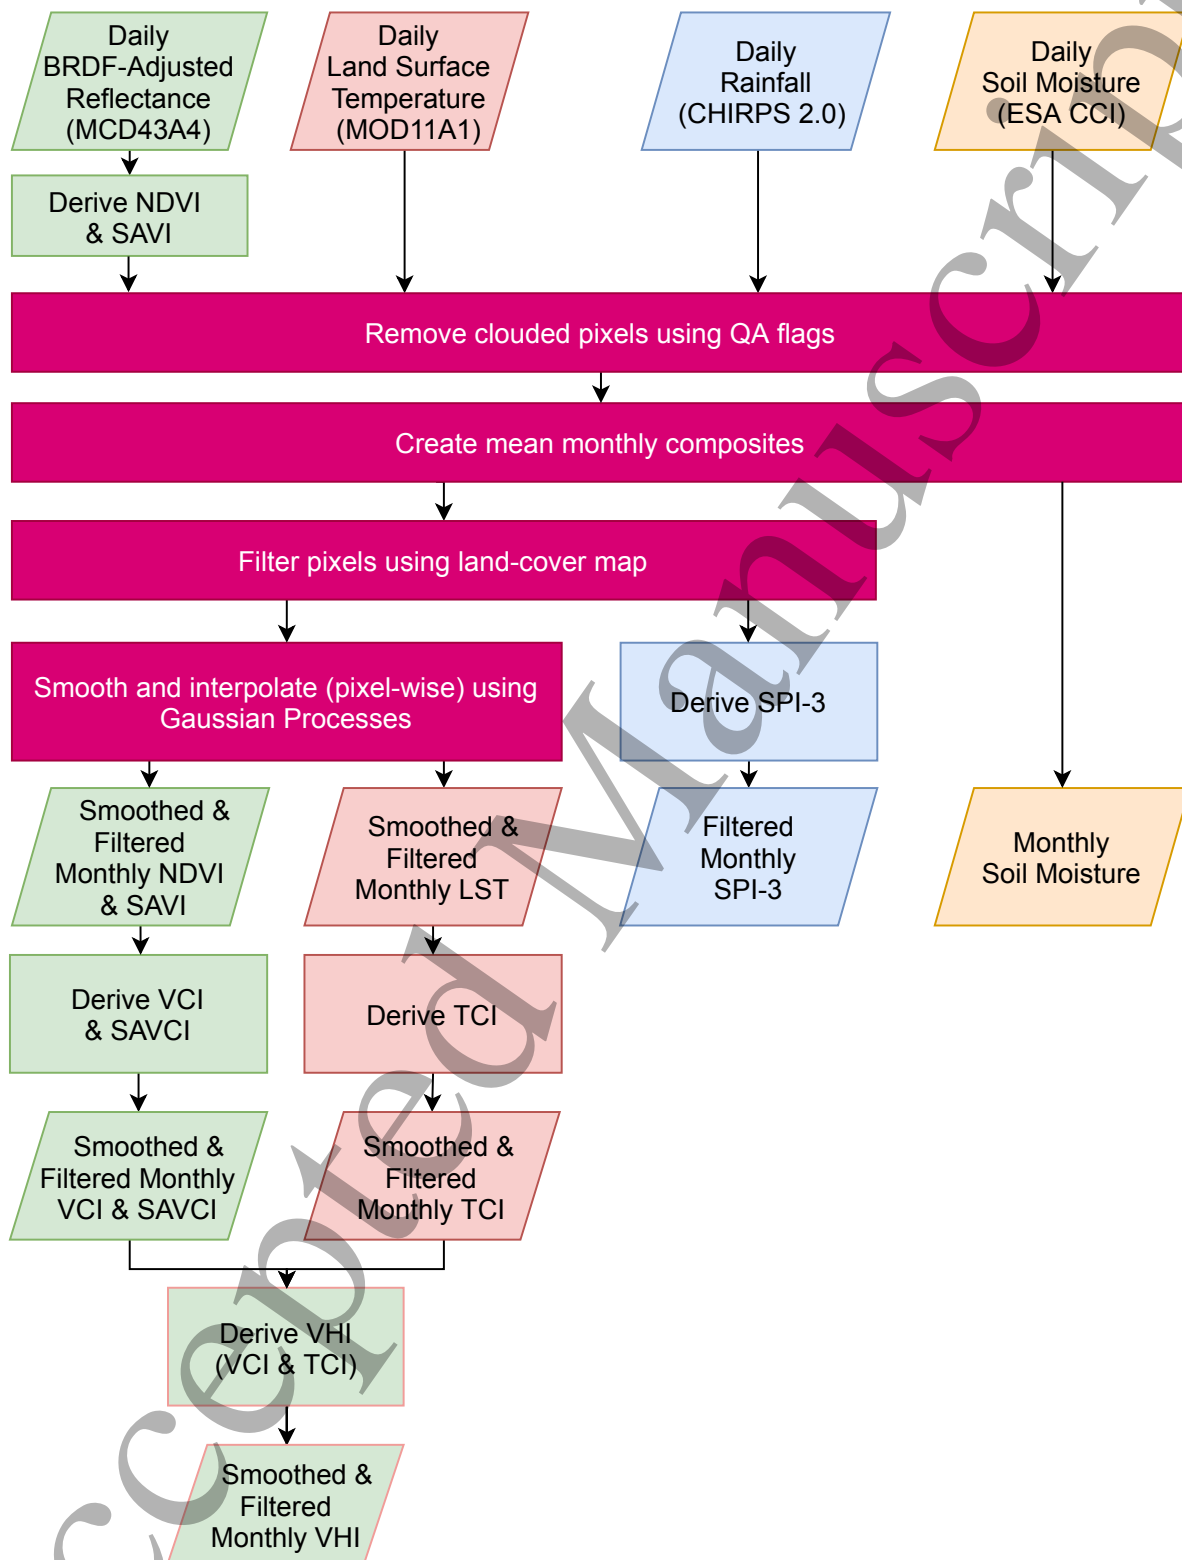 Daily
BRDF-Adjusted
Reflectance
(MCD43A4)
Daily
Land Surface
Temperature
(MOD11A1)
Daily
Rainfall
(CHIRPS 2.0)
Daily
Soil Moisture
(ESA CCI)
Derive NDVI
& SAVI
Remove clouded pixels using QA flags
Create mean monthly composites
Filter pixels using land-cover map
Smooth and interpolate (pixel-wise) using
Gaussian Processes
Derive SPI-3
Smoothed &
Filtered
Monthly NDVI
& SAVI
Smoothed &
Filtered
Monthly LST
Filtered
Monthly
SPI-3
Monthly
Soil Moisture
Derive VCI
& SAVCI
Derive TCI
Smoothed &
Filtered Monthly
VCI & SAVCI
Smoothed &
Filtered
Monthly TCI
Derive VHI
(VCI & TCI)
Smoothed &
Filtered
Monthly VHI
ccepted Manuscrip